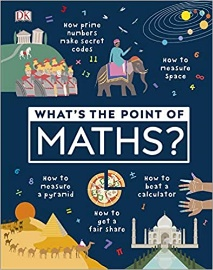 DK
How prime
numbers
make secret
codes
How to
measure
space
WHAT'S THE POINT OF
MATHS?
How to
measure
a pyramid
How to
beat a
calculator
How to
get a
fair share